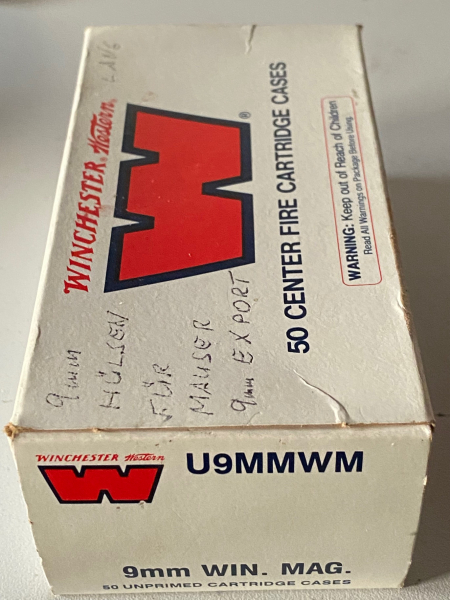 WINCHESTER Western
LANG
®
50 CENTER FIRE CARTRIDGE CASES
WARNING: Keep out of Reach of Children
Read All Warnings on Package Before Using.
9mm
HÜLSEN
FÜR
MAUSER
9mm EXPORT
WINCHESTER Western
U9MMWM
9mm WIN. MAG.
50 UNPRIMED CARTRIDGE CASES